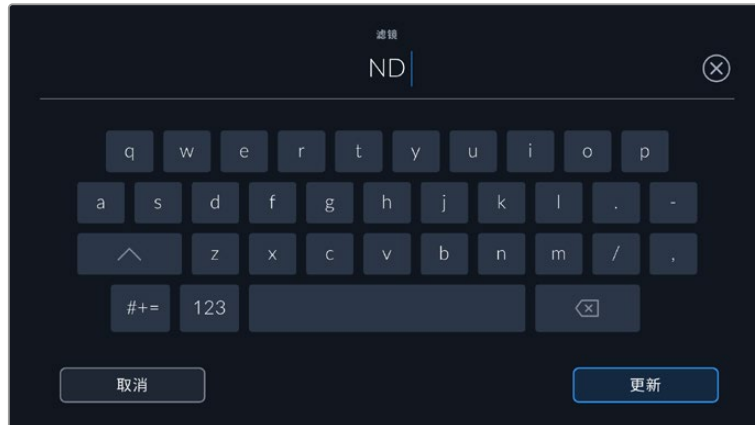 滤镜
ND
q w e r t y u i o p
a s d f g h j k l . -
z x c v b n m / ,
#+= 123
取消 更新